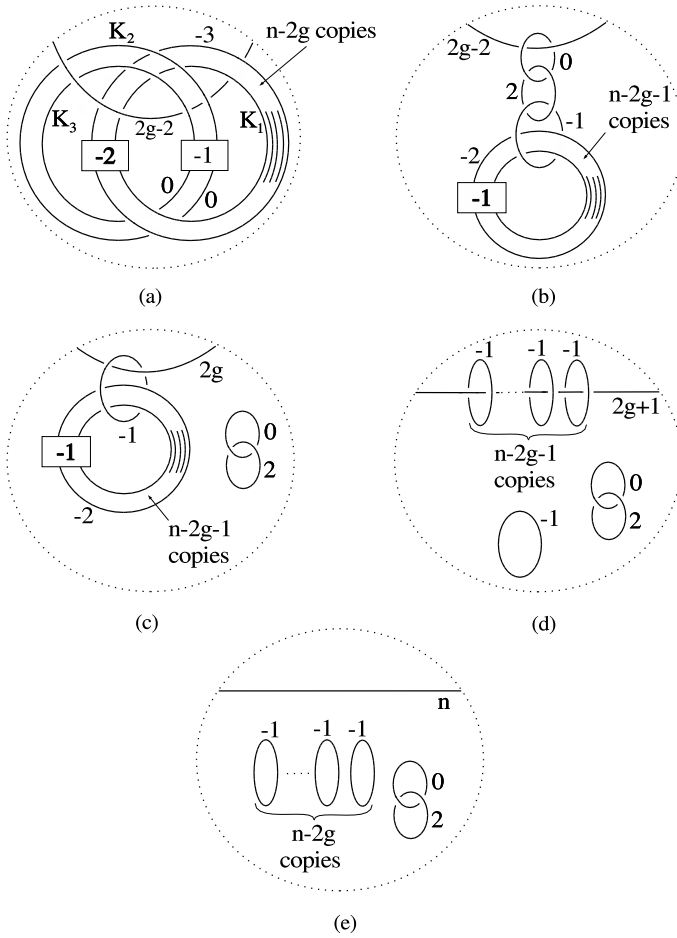 K2
-3
n-2g copies
K3
2g-2
K1
-2
-1
0
0
(a)
2g-2
0
2
-1
n-2g-1
copies
-2
-1
(b)
2g
-1
-1
0
2
-2
n-2g-1
copies
(c)
-1 -1 -1
2g+1
n-2g-1
copies
0
2
-1
(d)
n
-1 -1 -1
0
2
n-2g
copies
(e)